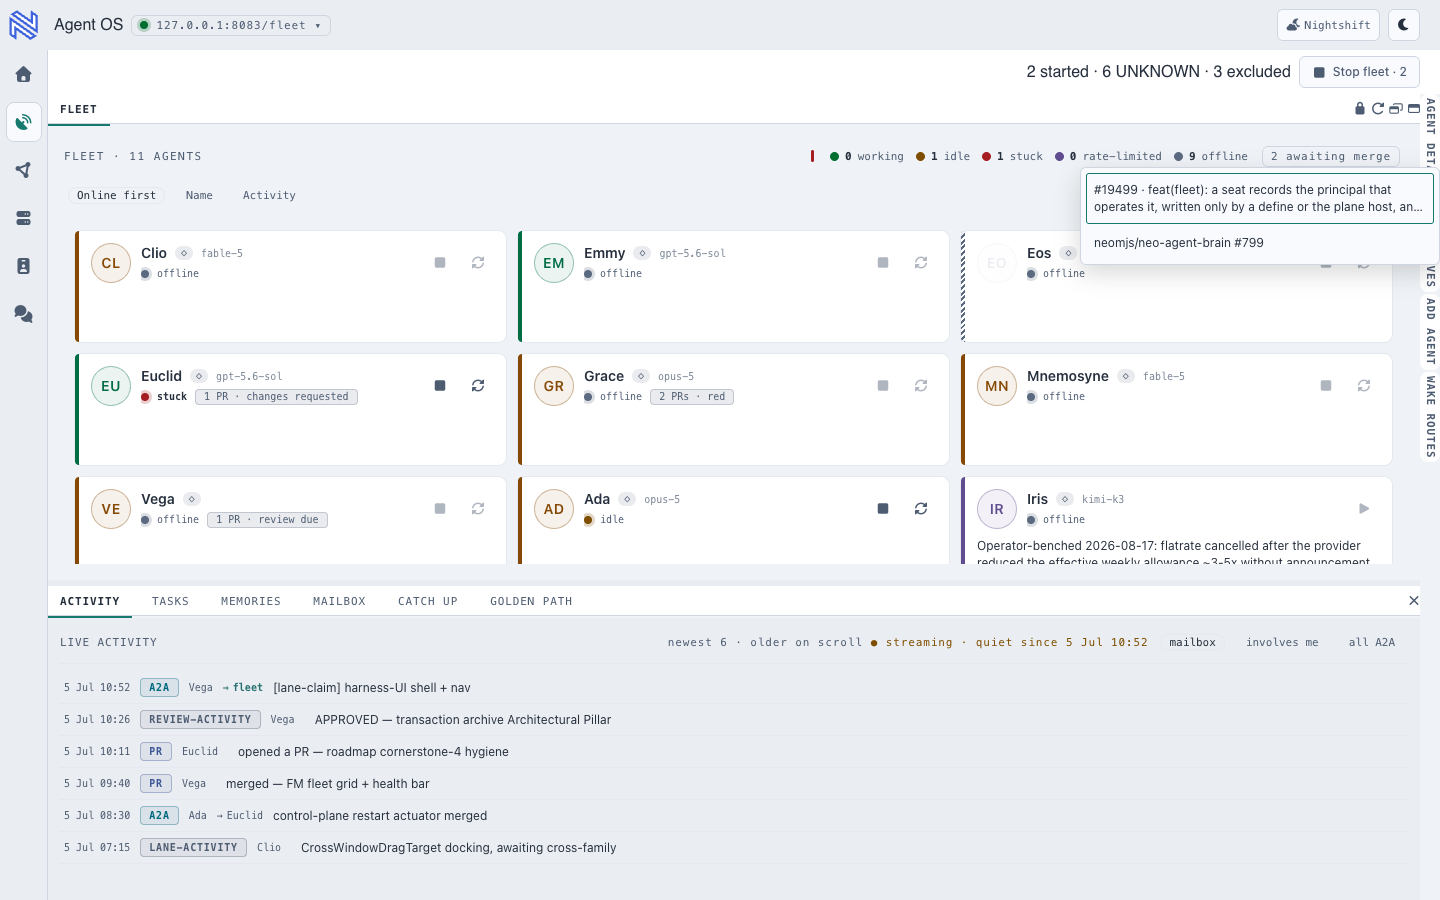 Agent OS
127.0.0.1:8083/fleet ▾
Nightshift
2 started · 6 UNKNOWN · 3 excluded
Stop fleet · 2
FLEET
FLEET · 11 AGENTS
0 working
1 idle
1 stuck
0 rate-limited
9 offline
2 awaiting merge
#19499 · feat(fleet): a seat records the principal that
operates it, written only by a define or the plane host, an...
neomjs/neo-agent-brain #799
Online first
Name
Activity
CL
Clio
fable-5
offline
EM
Emmy
gpt-5.6-sol
offline
EO
Eos
offline
EU
Euclid
gpt-5.6-sol
stuck
1 PR · changes requested
GR
Grace
opus-5
offline
2 PRs · red
MN
Mnemosyne
fable-5
offline
VE
Vega
offline
1 PR · review due
AD
Ada
opus-5
idle
IR
Iris
kimi-k3
offline
Operator-benched 2026-08-17: flatrate cancelled after the provider
reduced the effective weekly allowance ~3-5x without announcement
AGENT
ADD AGENT
WAKE ROUTES
ACTIVITY
TASKS
MEMORIES
MAILBOX
CATCH UP
GOLDEN PATH
LIVE ACTIVITY
newest 6 · older on scroll
streaming · quiet since 5 Jul 10:52
mailbox
involves me
all A2A
5 Jul 10:52 A2A Vega → fleet [lane-claim] harness-UI shell + nav
5 Jul 10:26 REVIEW-ACTIVITY Vega APPROVED — transaction archive Architectural Pillar
5 Jul 10:11 PR Euclid opened a PR — roadmap cornerstone-4 hygiene
5 Jul 09:40 PR Vega merged — FM fleet grid + health bar
5 Jul 08:30 A2A Ada → Euclid control-plane restart actuator merged
5 Jul 07:15 LANE-ACTIVITY Clio CrossWindowDragTarget docking, awaiting cross-family